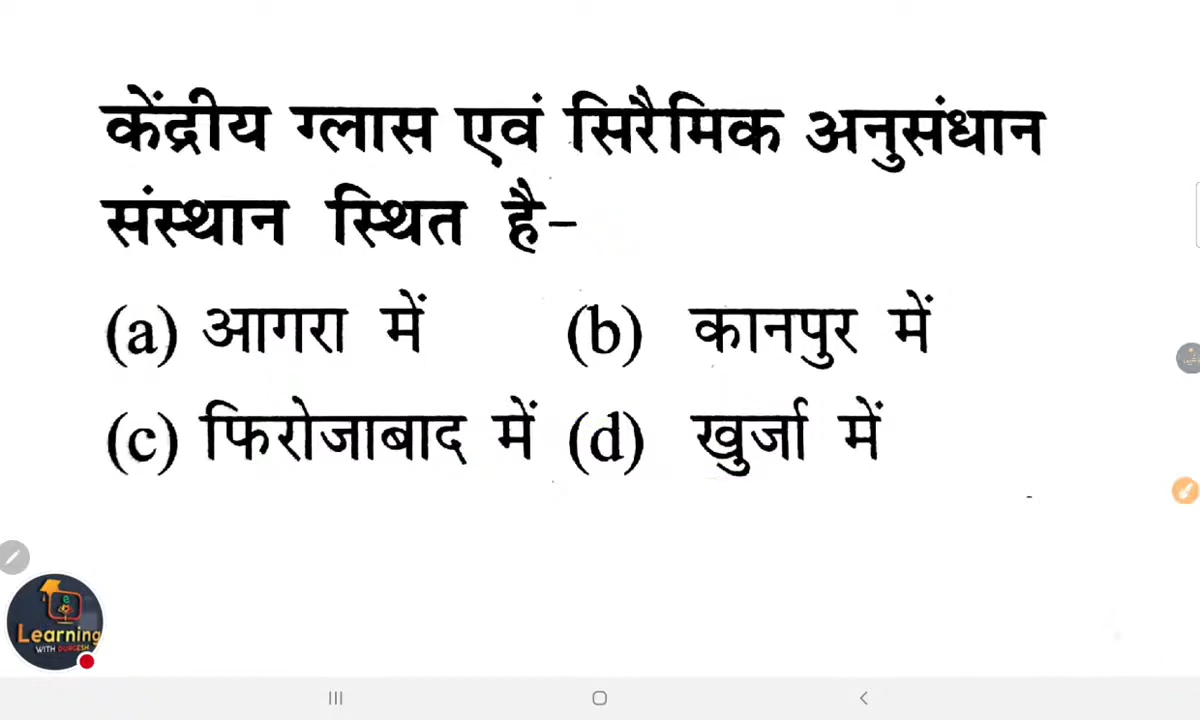 केंद्रीय ग्लास एवं सिरैमिक अनुसंधान
संस्थान स्थित है-
(a) आगरा में (b) कानपुर में
(c) फिरोजाबाद में (d) खुर्जा में
Learning
WITH DURGESH